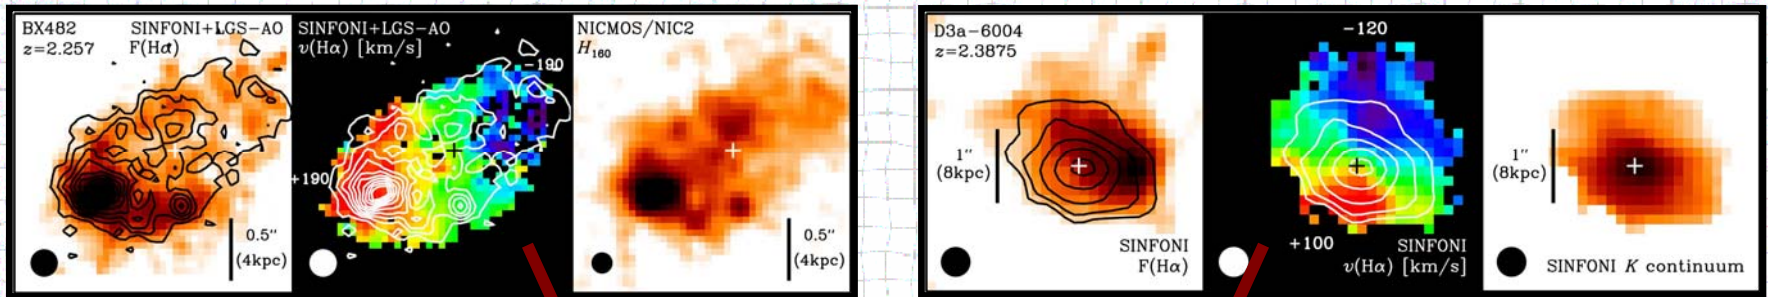 BX482
z=2.257
SINFONI+LGS-AO
F(Hα)
0.5″
(4kpc)
SINFONI+LGS-AO
v(Hα) [km/s]
-190
+190
NICMOS/NIC2
H160
0.5″
(4kpc)
D3a-6004
z=2.3875
1″
(8kpc)
SINFONI
F(Hα)
-120
+100
SINFONI
v(Hα) [km/s]
1″
(8kpc)
SINFONI K continuum